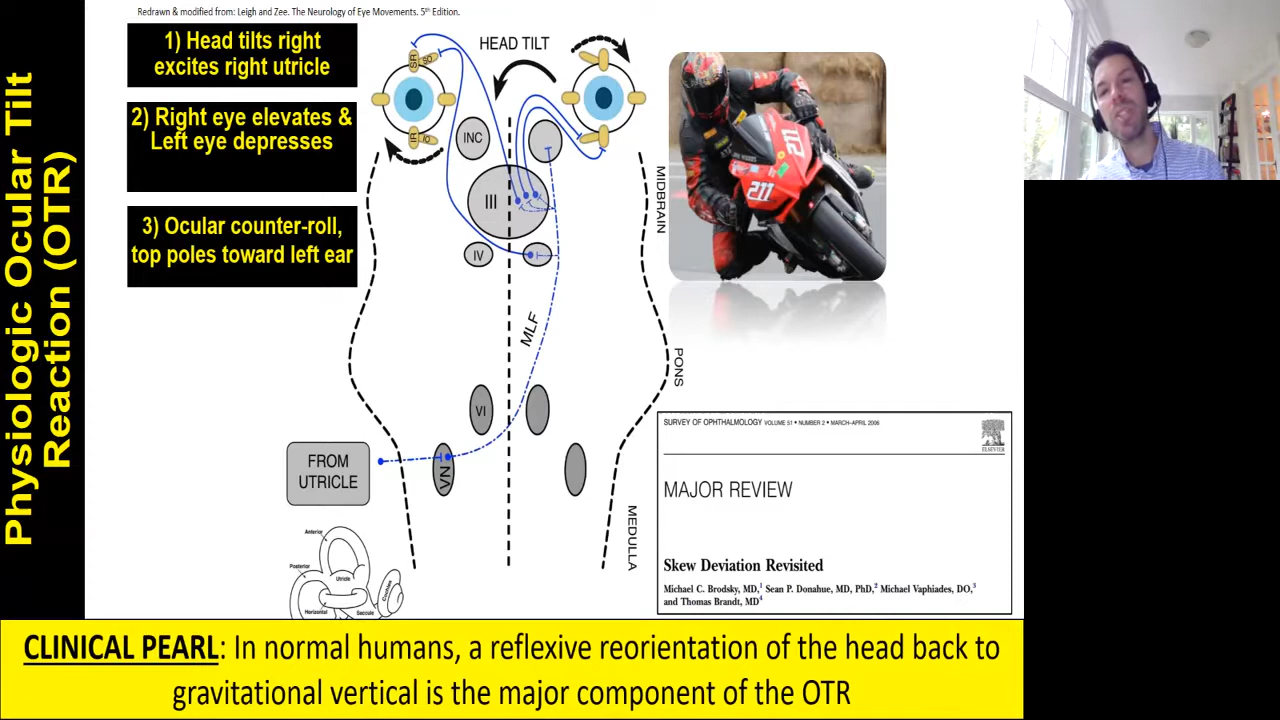 Redrawn & modified from: Leigh and Zee. The Neurology of Eye Movements. 5th Edition.
Physiologic Ocular Tilt
Reaction (OTR)
1) Head tilts right
excites right utricle
2) Right eye elevates &
Left eye depresses
3) Ocular counter-roll,
top poles toward left ear
HEAD TILT
SR
SO
IR
IO
INC
III
IV
MLF
VI
VN
FROM
UTRICLE
MIDBRAIN
PONS
MEDULLA
Anterior
Posterior
Utricle
Horizontal
Saccule
Cochlea
211
211
SURVEY OF OPHTHALMOLOGY VOLUME 51 • NUMBER 2 • MARCH–APRIL 2006
ELSEVIER
MAJOR REVIEW
Skew Deviation Revisited
Michael C. Brodsky, MD,1 Sean P. Donahue, MD, PhD,2 Michael Vaphiades, DO,3
and Thomas Brandt, MD4
CLINICAL PEARL: In normal humans, a reflexive reorientation of the head back to
gravitational vertical is the major component of the OTR